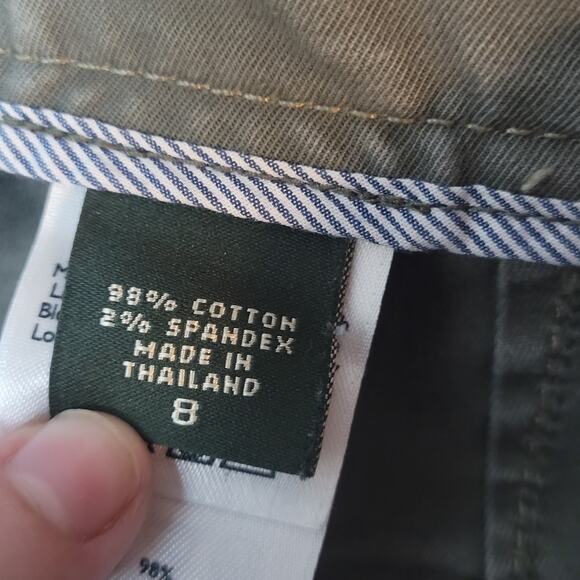 98% COTTON
2% SPANDEX
MADE IN
THAILAND
8
98%